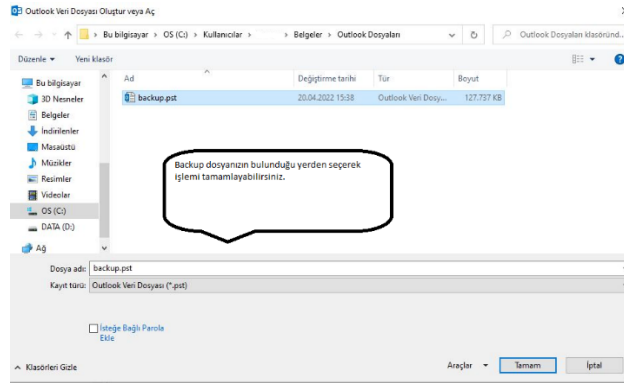 Outlook Veri Dosyası Oluştur veya Aç
Bu bilgisayar > OS (C:) > Kullanıcılar > > Belgeler > Outlook Dosyaları
Outlook Dosyaları klasöründ...
Düzenle Yeni klasör
Bu bilgisayar
3D Nesneler
Belgeler
İndirilenler
Masaüstü
Müzikler
Resimler
Videolar
OS (C:)
DATA (D:)
Ağ
Ad Değiştirme tarihi Tür Boyut
backup.pst 20.04.2022 15:38 Outlook Veri Dosy... 127.737 KB
Backup dosyanızın bulunduğu yerden seçerek
işlemi tamamlayabilirsiniz.
Dosya adı: backup.pst
Kayıt türü: Outlook Veri Dosyası (*.pst)
İsteğe Bağlı Parola
Ekle
Klasörleri Gizle
Araçlar Tamam İptal